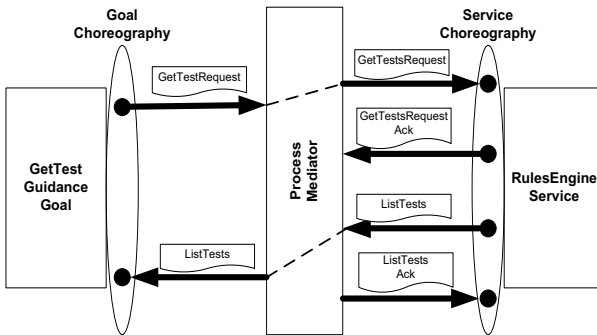 Goal
Choreography
Service
Choreography
GetTestRequest
GetTestsRequest
GetTestsRequest
Ack
GetTest
Guidance
Goal
Process
Mediator
RulesEngine
Service
ListTests
ListTests
ListTests
Ack